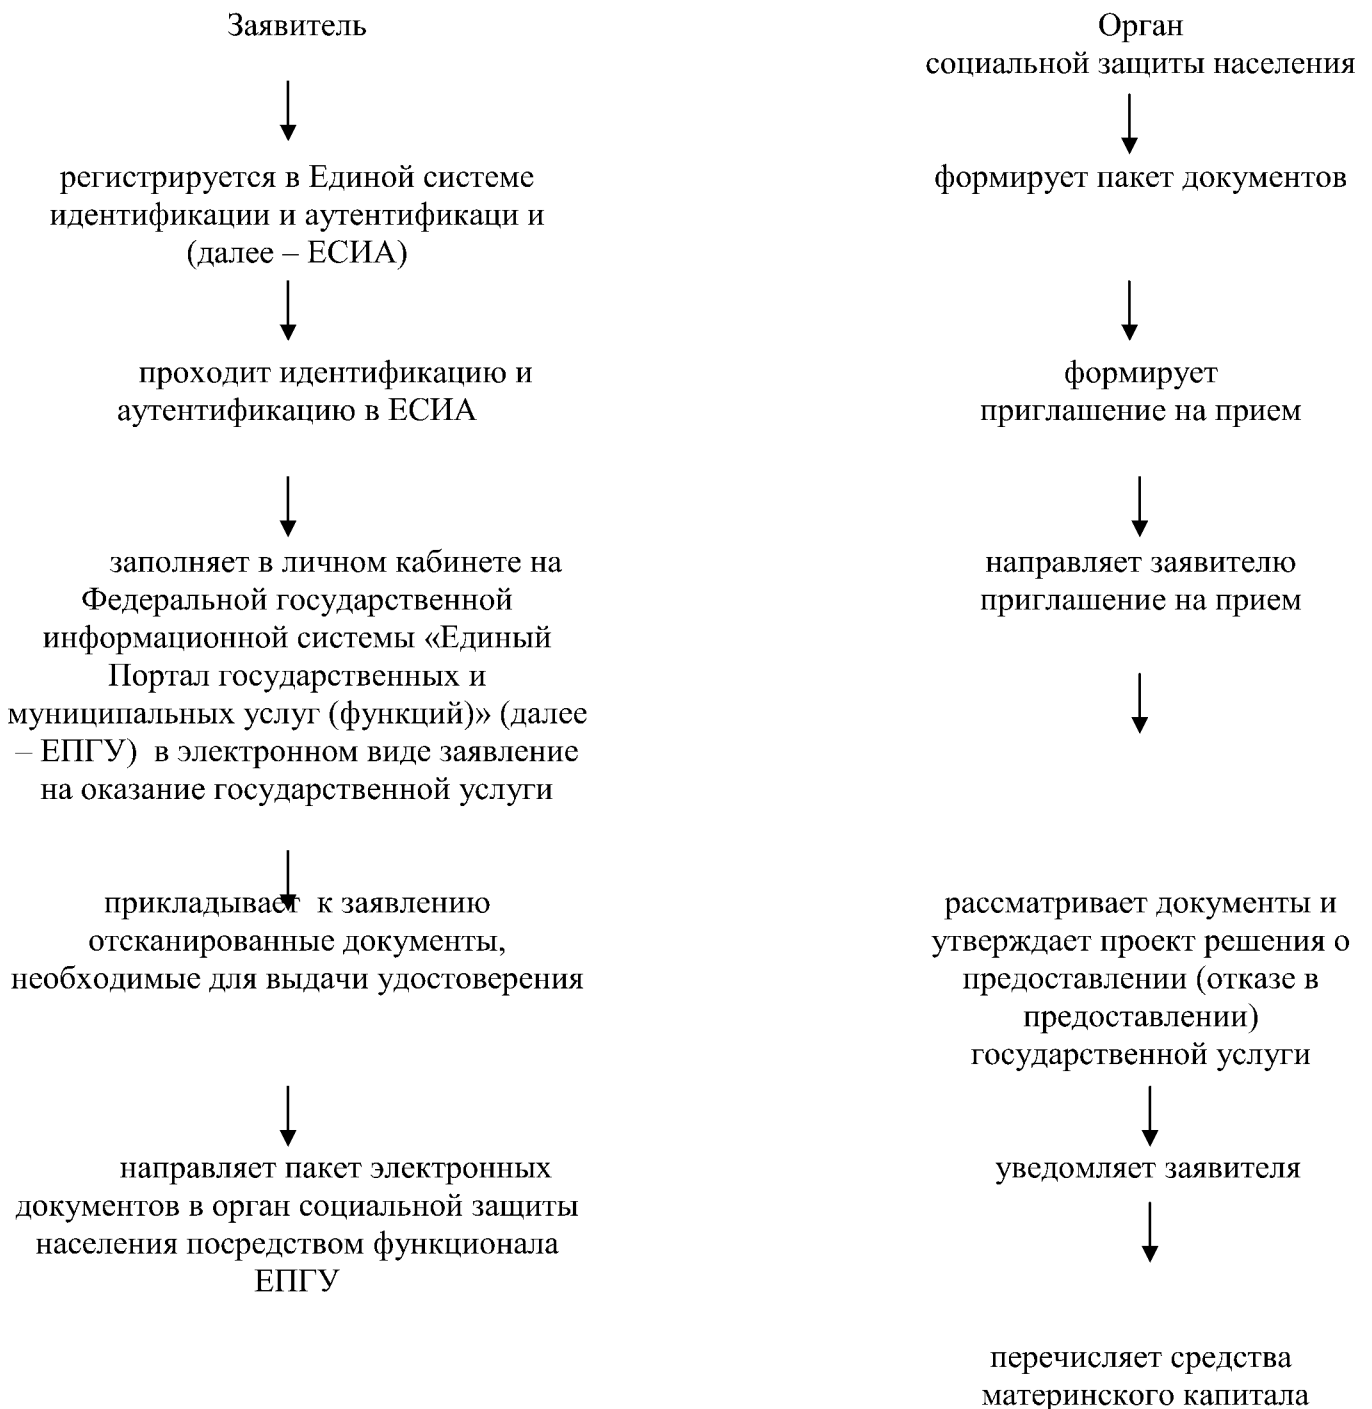 Заявитель
регистрируется в Единой системе
идентификации и аутентификаци и
(далее – ЕСИА)
проходит идентификацию и
аутентификацию в ЕСИА
заполняет в личном кабинете на
Федеральной государственной
информационной системы «Единый
Портал государственных и
муниципальных услуг (функций)» (далее
– ЕПГУ)  в электронном виде заявление
на оказание государственной услуги
прикладывает  к заявлению
отсканированные документы,
необходимые для выдачи удостоверения
направляет пакет электронных
документов в орган социальной защиты
населения посредством функционала
ЕПГУ
Орган
социальной защиты населения
формирует пакет документов
формирует
приглашение на прием
направляет заявителю
приглашение на прием
рассматривает документы и
утверждает проект решения о
предоставлении (отказе в
предоставлении)
государственной услуги
уведомляет заявителя
перечисляет средства
материнского капитала